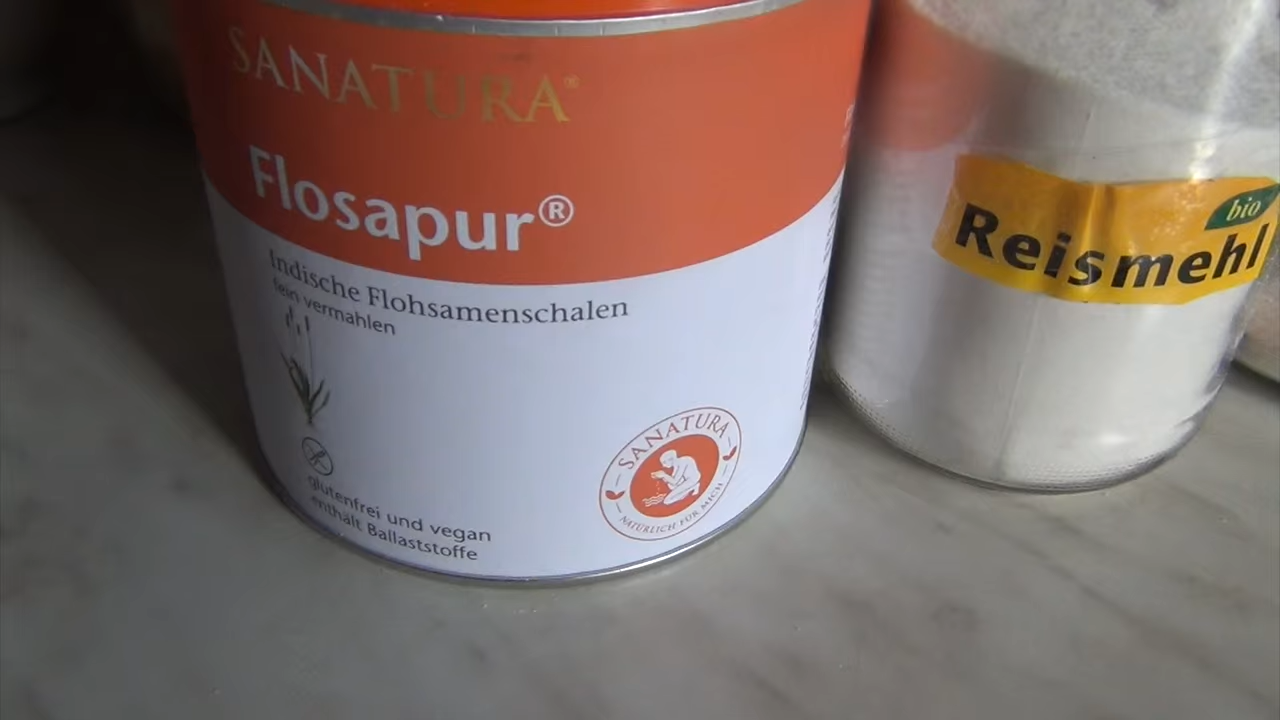 SANATURA®
Flosapur®
Indische Flohsamenschalen
fein vermahlen
glutenfrei und vegan
enthält Ballaststoffe
SANATURA
NATÜRLICH FÜR MICH
bio
Reismehl